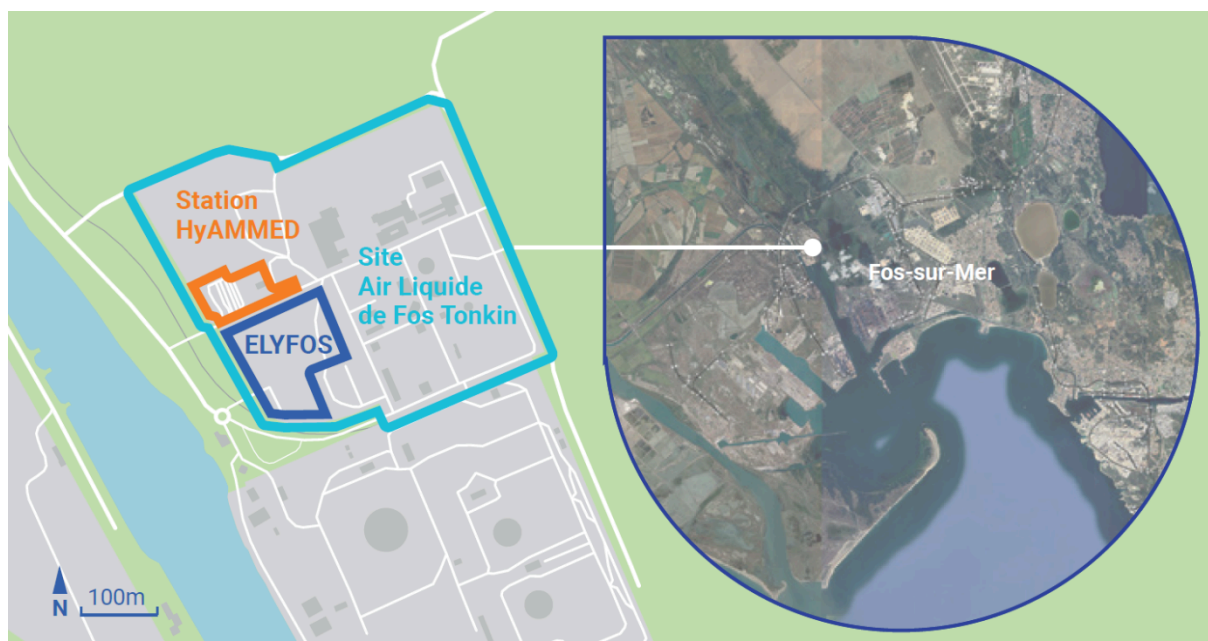 Station
HyAMMED
Site
Air Liquide
de Fos Tonkin
ELYFOS
Fos-sur-Mer
N
100m